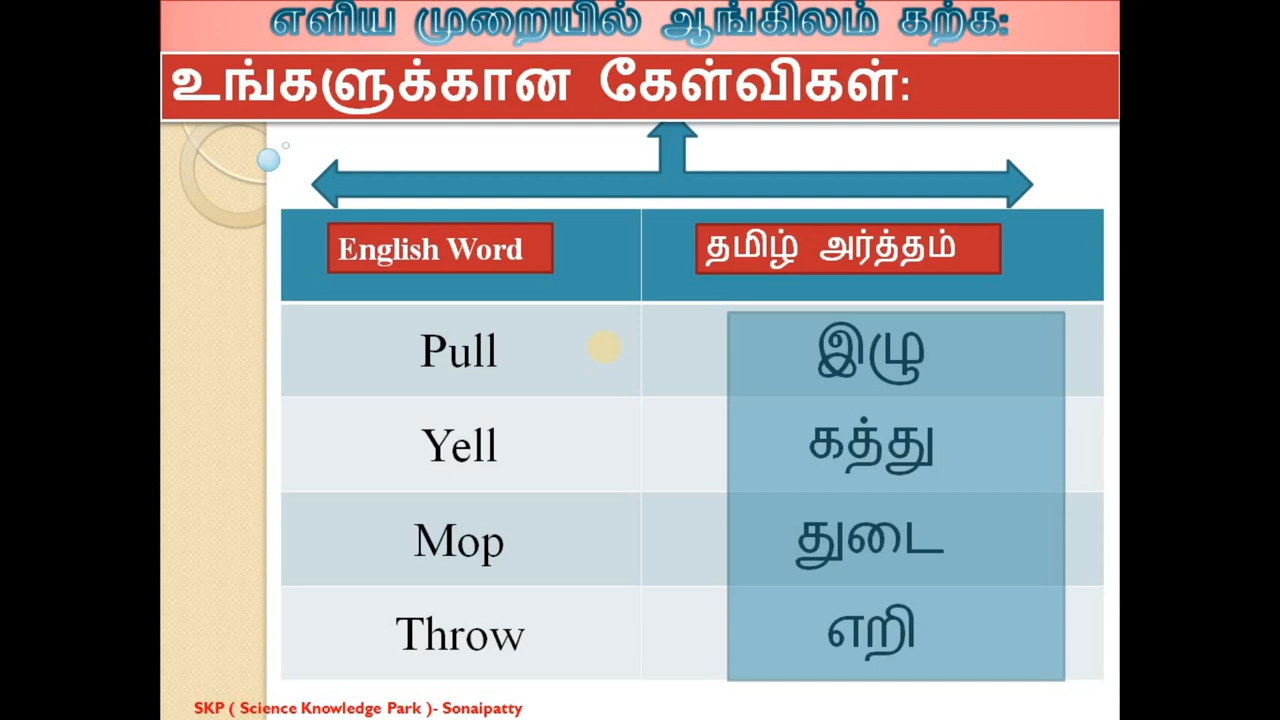 எளிய முறையில் ஆங்கிலம் கற்க:
உங்களுக்கான கேள்விகள்:
English Word தமிழ் அர்த்தம்
Pull இழு
Yell கத்து
Mop துடை
Throw எறி
SKP ( Science Knowledge Park )- Sonaipatty